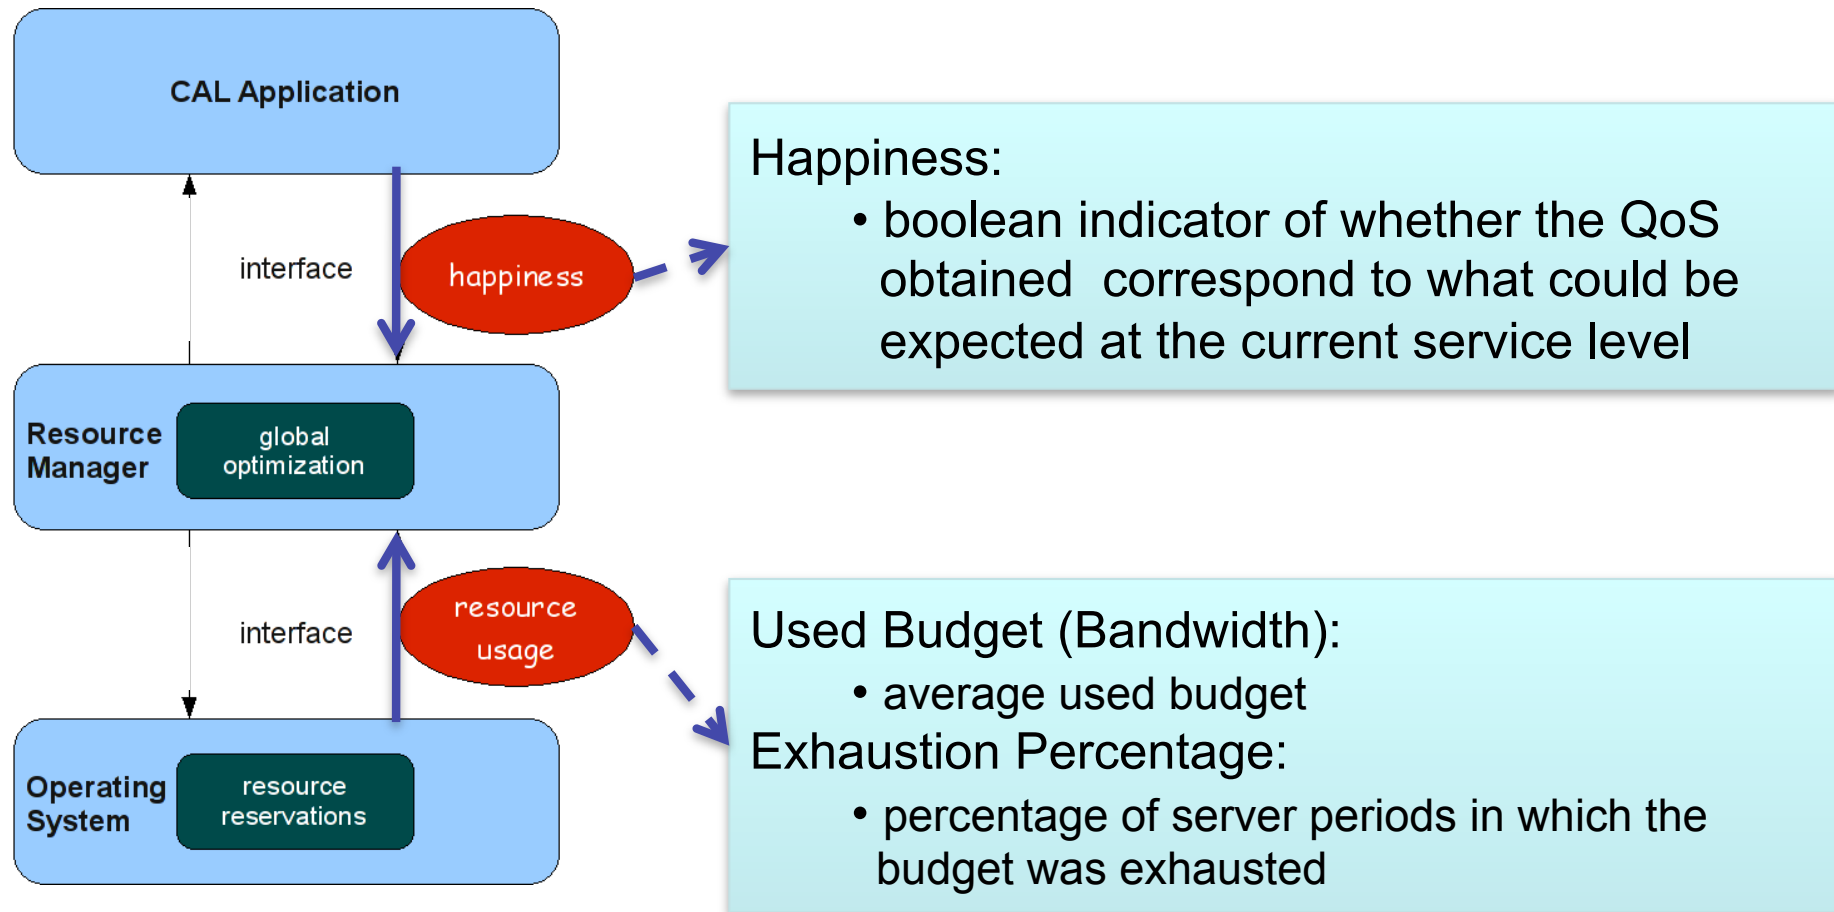 CAL Application
interface
happiness
Happiness:
• boolean indicator of whether the QoS
obtained correspond to what could be
expected at the current service level
Resource
Manager
global
optimization
interface
resource
usage
Used Budget (Bandwidth):
• average used budget
Exhaustion Percentage:
• percentage of server periods in which the
budget was exhausted
Operating
System
resource
reservations